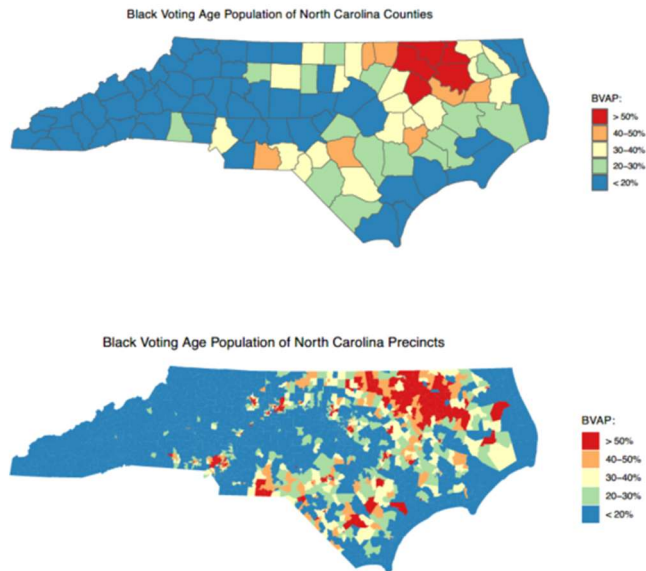 Black Voting Age Population of North Carolina Counties
BVAP:
> 50%
40–50%
30–40%
20–30%
< 20%
Black Voting Age Population of North Carolina Precincts
BVAP:
> 50%
40–50%
30–40%
20–30%
< 20%